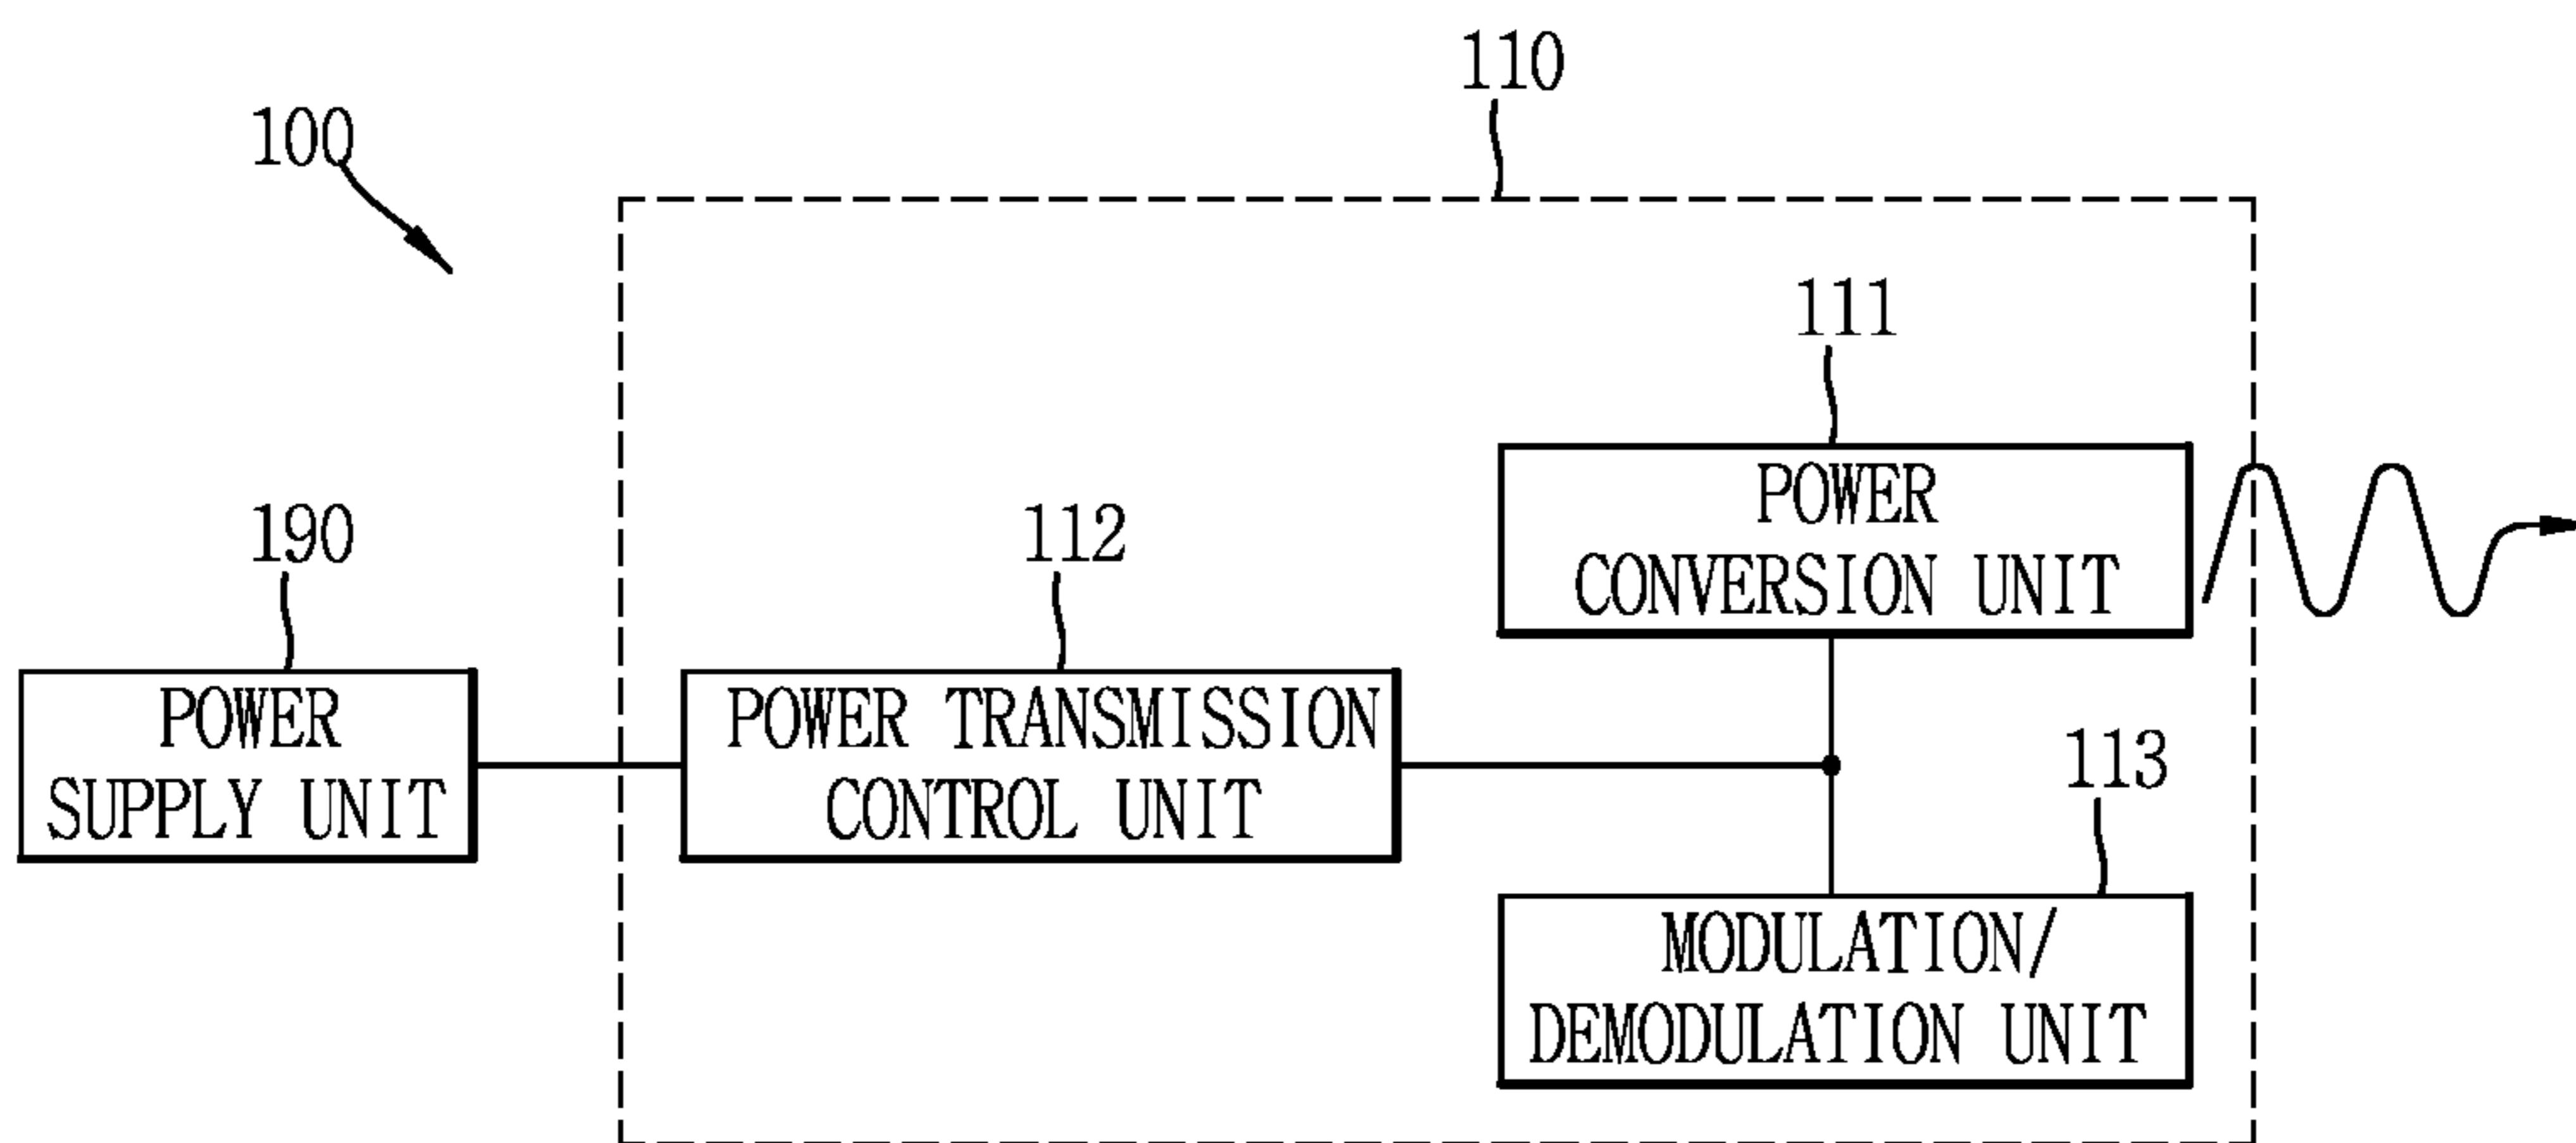 110
100
111
POWER
CONVERSION UNIT
190
112
POWER
SUPPLY UNIT
POWER TRANSMISSION
CONTROL UNIT
113
MODULATION/
DEMODULATION UNIT